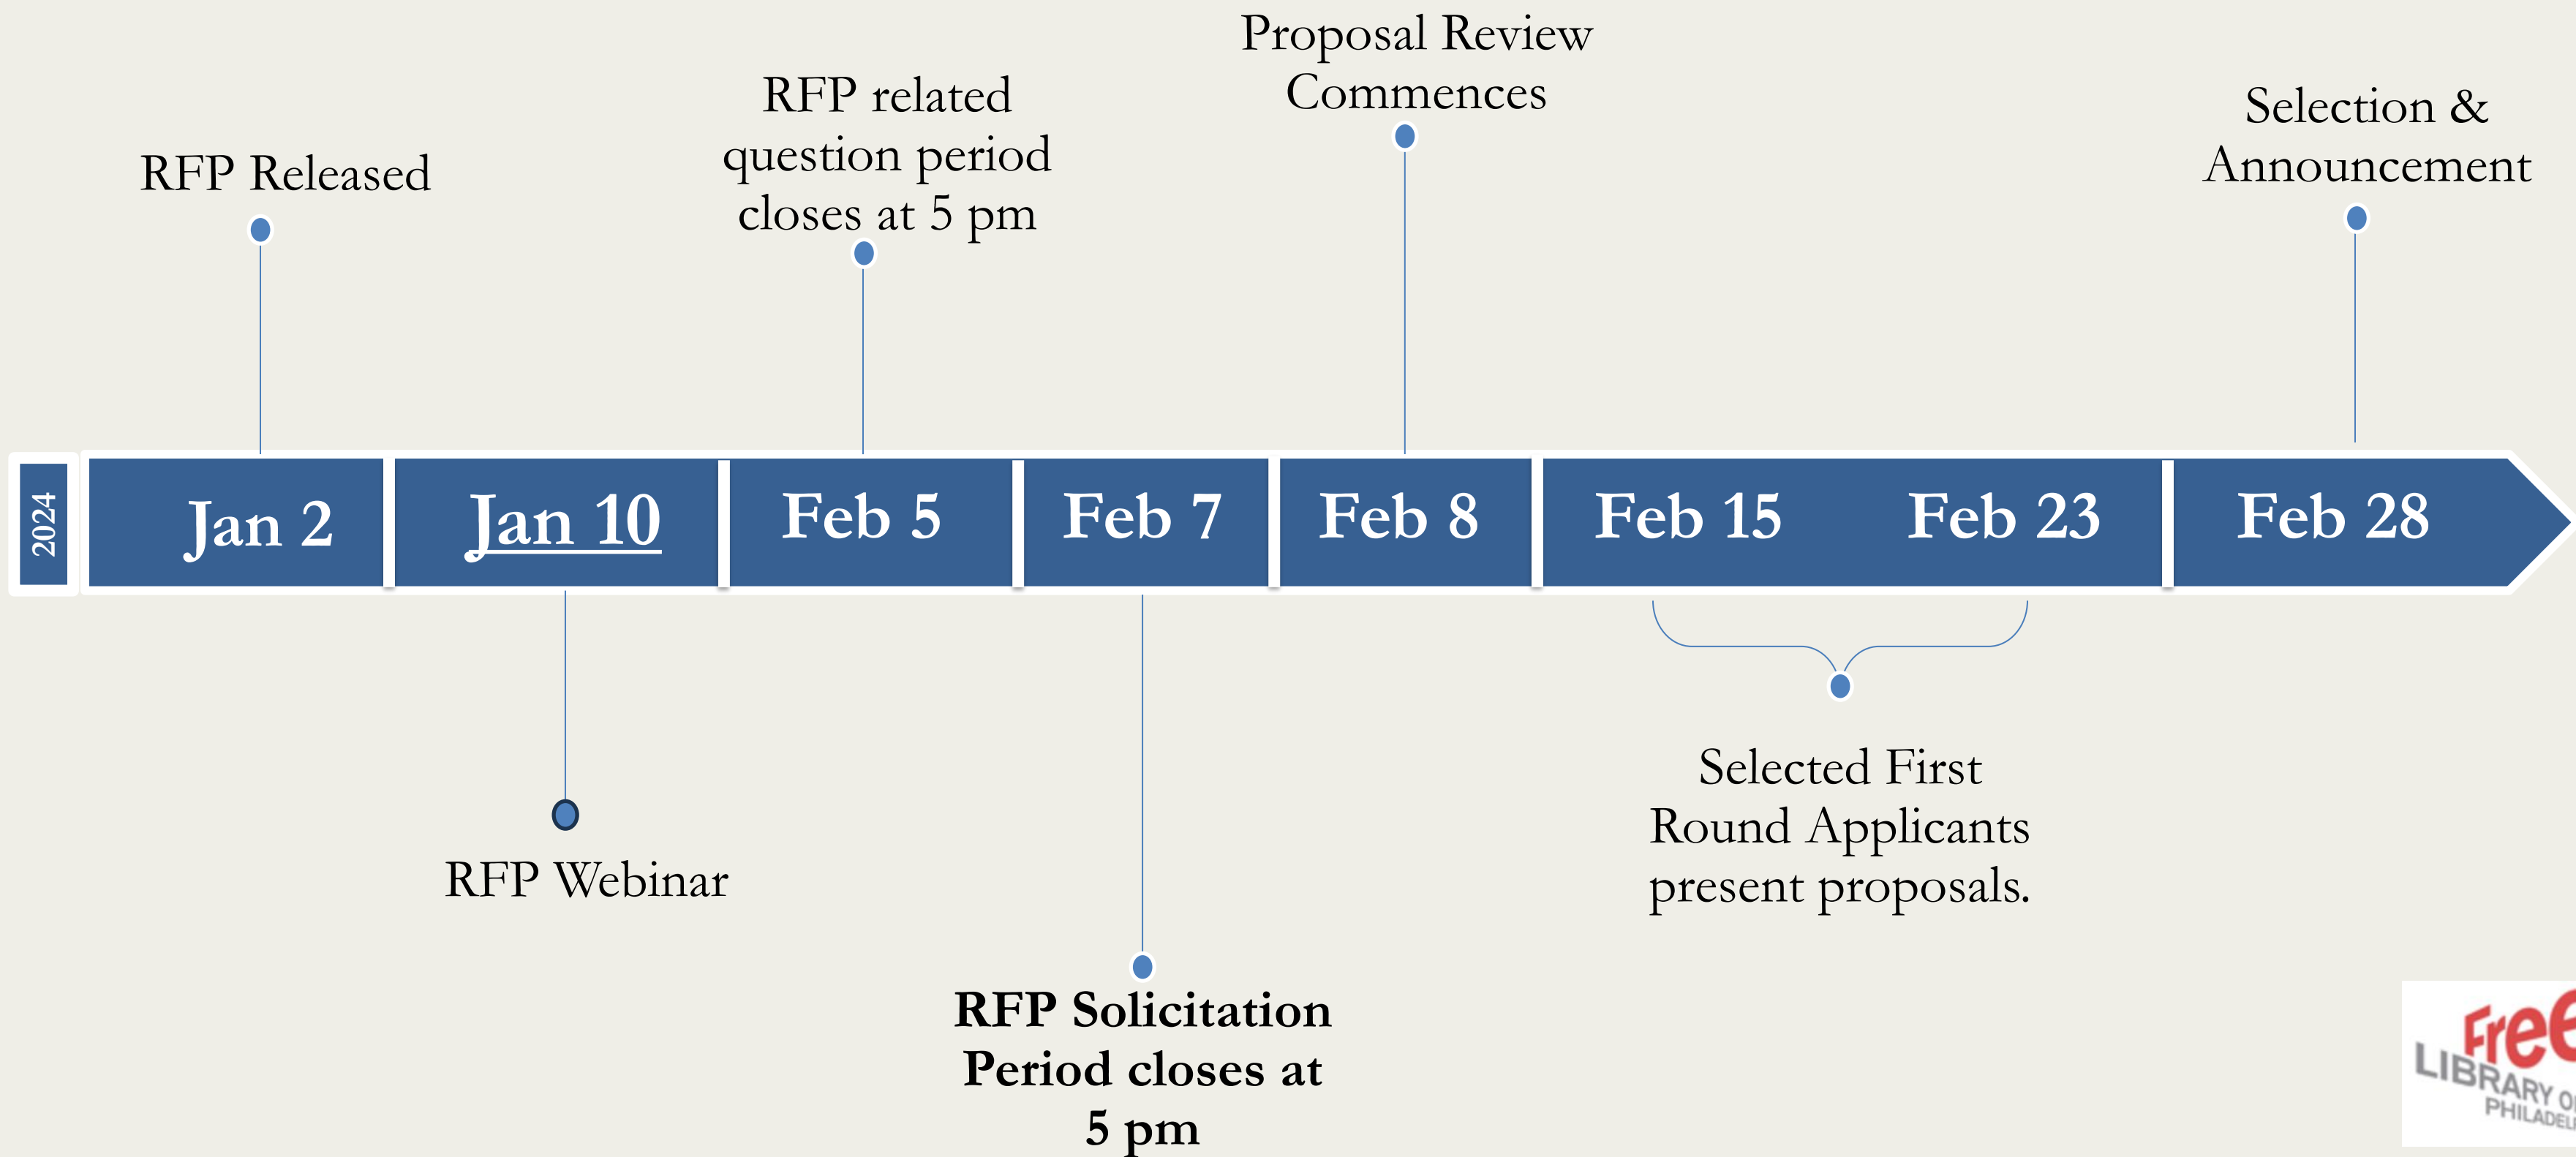 Proposal Review
Commences
RFP related
question period
closes at 5 pm
Selection &
Announcement
RFP Released
2024
Jan 2
Jan 10
Feb 5
Feb 7
Feb 8
Feb 15
Feb 23
Feb 28
RFP Webinar
Selected First
Round Applicants
present proposals.
RFP Solicitation
Period closes at
5 pm
Free
LIBRARY O
PHILADEL